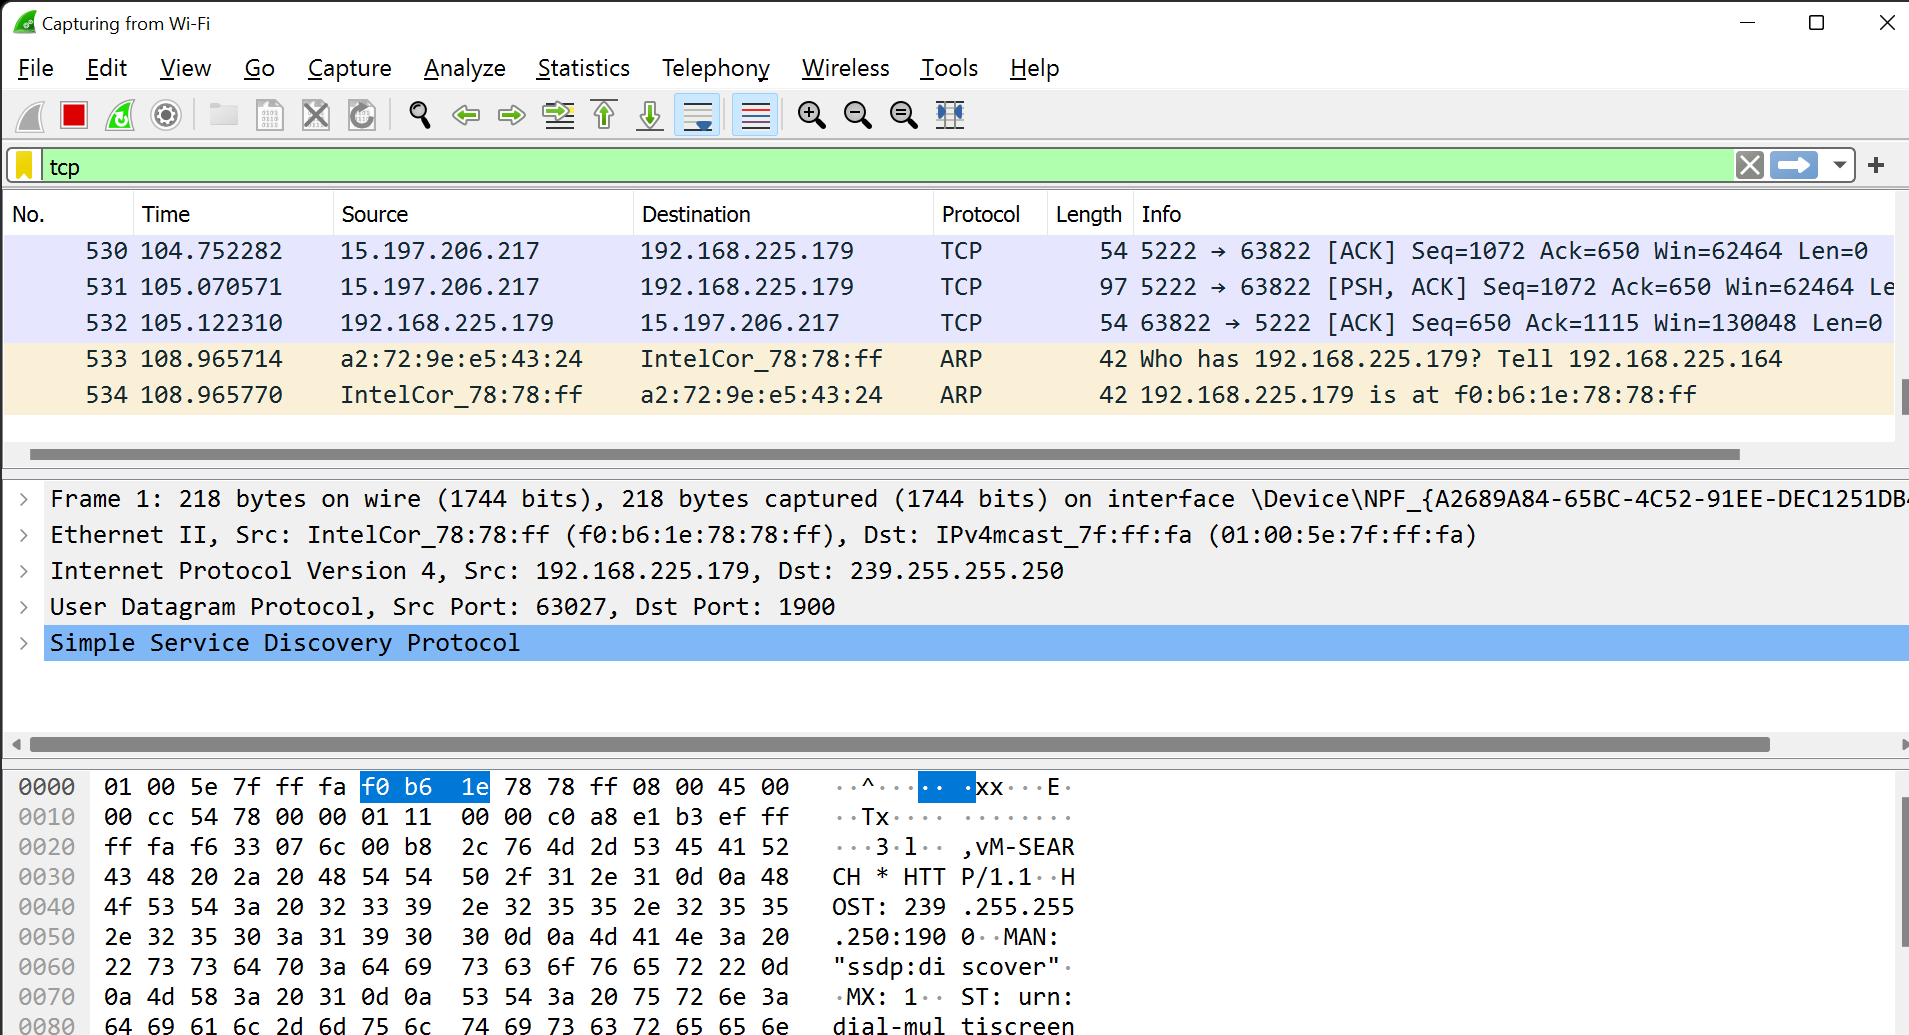 Capturing from Wi-Fi
File Edit View Go Capture Analyze Statistics Telephony Wireless Tools Help
tcp
No. Time Source Destination Protocol Length Info
530 104.752282 15.197.206.217 192.168.225.179 TCP 54 5222 → 63822 [ACK] Seq=1072 Ack=650 Win=62464 Len=0
531 105.070571 15.197.206.217 192.168.225.179 TCP 97 5222 → 63822 [PSH, ACK] Seq=1072 Ack=650 Win=62464 Le
532 105.122310 192.168.225.179 15.197.206.217 TCP 54 63822 → 5222 [ACK] Seq=650 Ack=1115 Win=130048 Len=0
533 108.965714 a2:72:9e:e5:43:24 IntelCor_78:78:ff ARP 42 Who has 192.168.225.179? Tell 192.168.225.164
534 108.965770 IntelCor_78:78:ff a2:72:9e:e5:43:24 ARP 42 192.168.225.179 is at f0:b6:1e:78:78:ff
Frame 1: 218 bytes on wire (1744 bits), 218 bytes captured (1744 bits) on interface \Device\NPF_{A2689A84-65BC-4C52-91EE-DEC1251DB4
Ethernet II, Src: IntelCor_78:78:ff (f0:b6:1e:78:78:ff), Dst: IPv4mcast_7f:ff:fa (01:00:5e:7f:ff:fa)
Internet Protocol Version 4, Src: 192.168.225.179, Dst: 239.255.255.250
User Datagram Protocol, Src Port: 63027, Dst Port: 1900
Simple Service Discovery Protocol
0000 01 00 5e 7f ff fa f0 b6 1e 78 78 ff 08 00 45 00 ··^····· ·xx···E·
0010 00 cc 54 78 00 00 01 11 00 00 c0 a8 e1 b3 ef ff ··Tx···· ········
0020 ff fa f6 33 07 6c 00 b8 2c 76 4d 2d 53 45 41 52 ···3·l·· ,vM-SEAR
0030 43 48 20 2a 20 48 54 54 50 2f 31 2e 31 0d 0a 48 CH * HTT P/1.1··H
0040 4f 53 54 3a 20 32 33 39 2e 32 35 35 2e 32 35 35 OST: 239 .255.255
0050 2e 32 35 30 3a 31 39 30 30 0d 0a 4d 41 4e 3a 20 .250:190 0··MAN:
0060 22 73 73 64 70 3a 64 69 73 63 6f 76 65 72 22 0d "ssdp:di scover"·
0070 0a 4d 58 3a 20 31 0d 0a 53 54 3a 20 75 72 6e 3a ·MX: 1·· ST: urn:
0080 64 69 61 6c 2d 6d 75 6c 74 69 73 63 72 65 65 6e dial-mul tiscreen